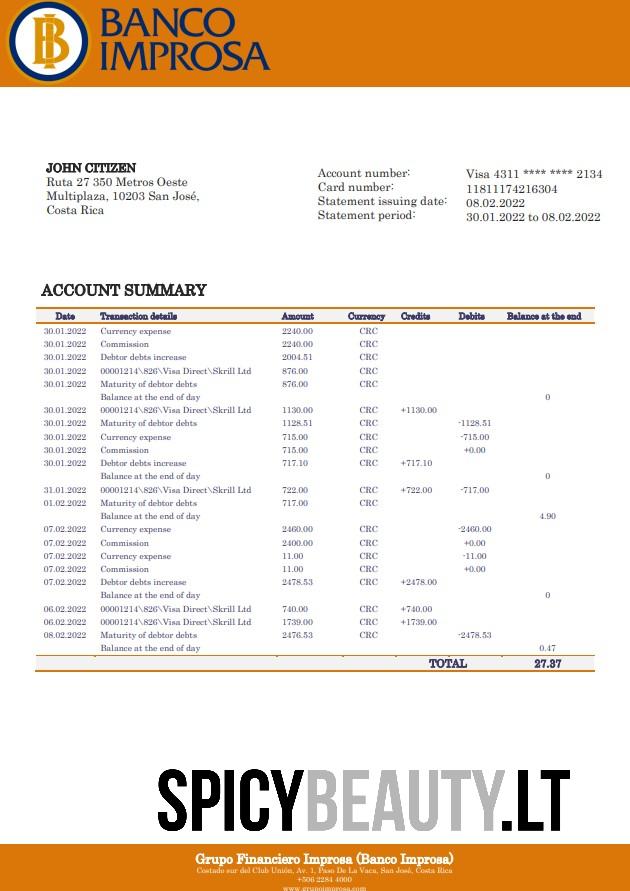 BANCO
IMPROSA
JOHN CITIZEN
Ruta 27 350 Metros Oeste
Multiplaza, 10203 San José,
Costa Rica
Account number: Visa 4311 **** **** 2134
Card number: 11811174216304
Statement issuing date: 08.02.2022
Statement period: 30.01.2022 to 08.02.2022
ACCOUNT SUMMARY
Date Transaction details Amount Currency Credits Debits Balance at the end
30.01.2022 Currency expense 2240.00 CRC
30.01.2022 Commission 2240.00 CRC
30.01.2022 Debtor debts increase 2004.51 CRC
30.01.2022 00001214\826\Visa Direct\Skrill Ltd 876.00 CRC
30.01.2022 Maturity of debtor debts 876.00 CRC
Balance at the end of day 0
30.01.2022 00001214\826\Visa Direct\Skrill Ltd 1130.00 CRC +1130.00
30.01.2022 Maturity of debtor debts 1128.51 CRC -1128.51
30.01.2022 Currency expense 715.00 CRC -715.00
30.01.2022 Commission 715.00 CRC +0.00
30.01.2022 Debtor debts increase 717.10 CRC +717.10
Balance at the end of day 0
31.01.2022 00001214\826\Visa Direct\Skrill Ltd 722.00 CRC +722.00 -717.00
01.02.2022 Maturity of debtor debts 717.00 CRC
Balance at the end of day 4.90
07.02.2022 Currency expense 2460.00 CRC -2460.00
07.02.2022 Commission 2400.00 CRC +0.00
07.02.2022 Currency expense 11.00 CRC -11.00
07.02.2022 Commission 11.00 CRC +0.00
07.02.2022 Debtor debts increase 2478.53 CRC +2478.00
Balance at the end of day 0
06.02.2022 00001214\826\Visa Direct\Skrill Ltd 740.00 CRC +740.00
06.02.2022 00001214\826\Visa Direct\Skrill Ltd 1739.00 CRC +1739.00
08.02.2022 Maturity of debtor debts 2476.53 CRC -2478.53
Balance at the end of day 0.47
TOTAL 27.37
SPICYBEAUTY.LT
Grupo Financiero Improsa (Banco Improsa)
Costado sur del Club Unión, Av. 1, Paso De La Vaca, San José, Costa Rica
+506 2284 4000
www.grupoimprosa.com